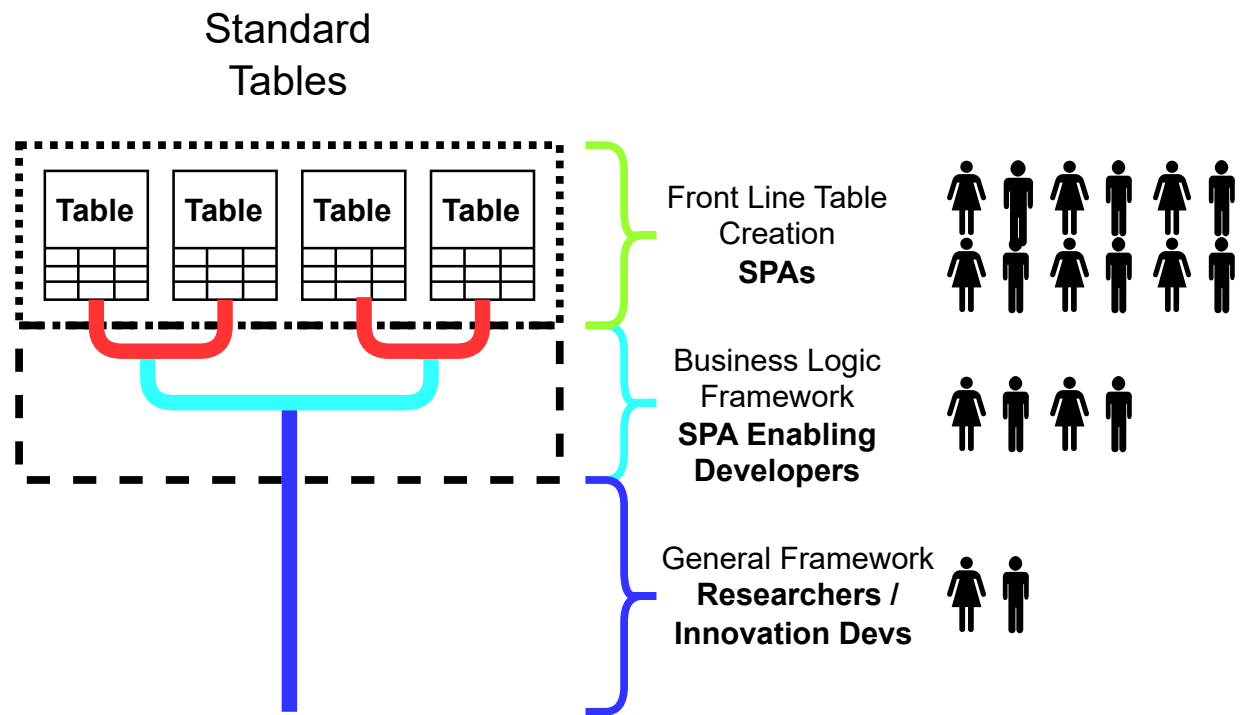 Standard
Tables
Table
Table
Table
Table
Front Line Table
Creation
SPAs
Business Logic
Framework
SPA Enabling
Developers
General Framework
Researchers /
Innovation Devs